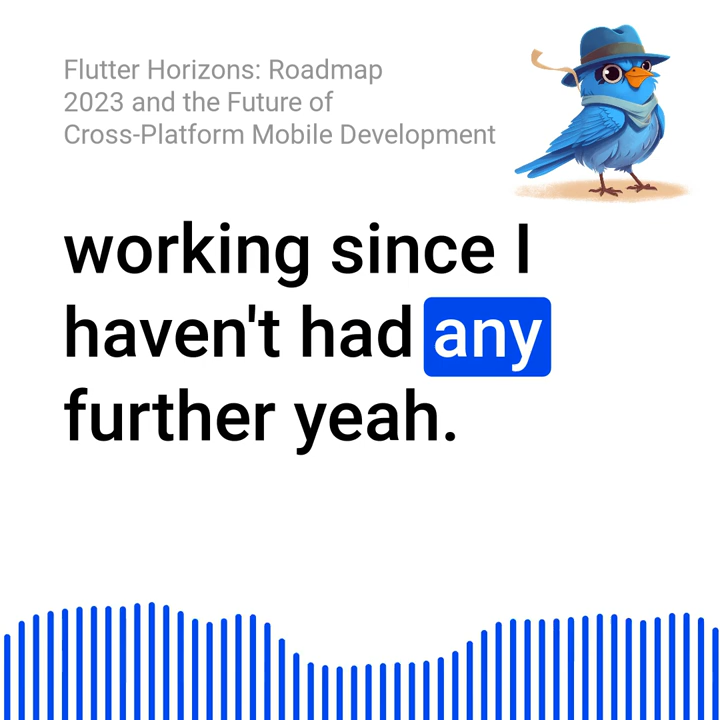 Flutter Horizons: Roadmap
2023 and the Future of
Cross-Platform Mobile Development
working since I
haven't had any
further yeah.